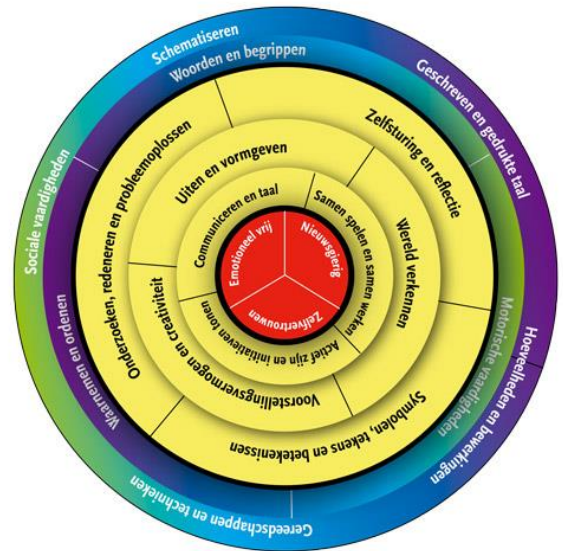 Schematiseren
Woorden en begrippen
Geschreven en gedrukte taal
Sociale vaardigheden
Hoeveelheden en bewerkingen
Motorische vaardigheden
Waarnemen en ordenen
Gereedschappen en technieken
Onderzoeken, redeneren en probleemoplossen
Zelfsturing en reflectie
Symbolen, tekens en betekenissen
Uiten en vormgeven
Wereld verkennen
Voorstellingsvermogen en creativiteit
Communiceren en taal
Samen spelen en samen werken
Actief zijn en initiatieven tonen
Emotioneel vrij
Nieuwsgierig
Zelfvertrouwen